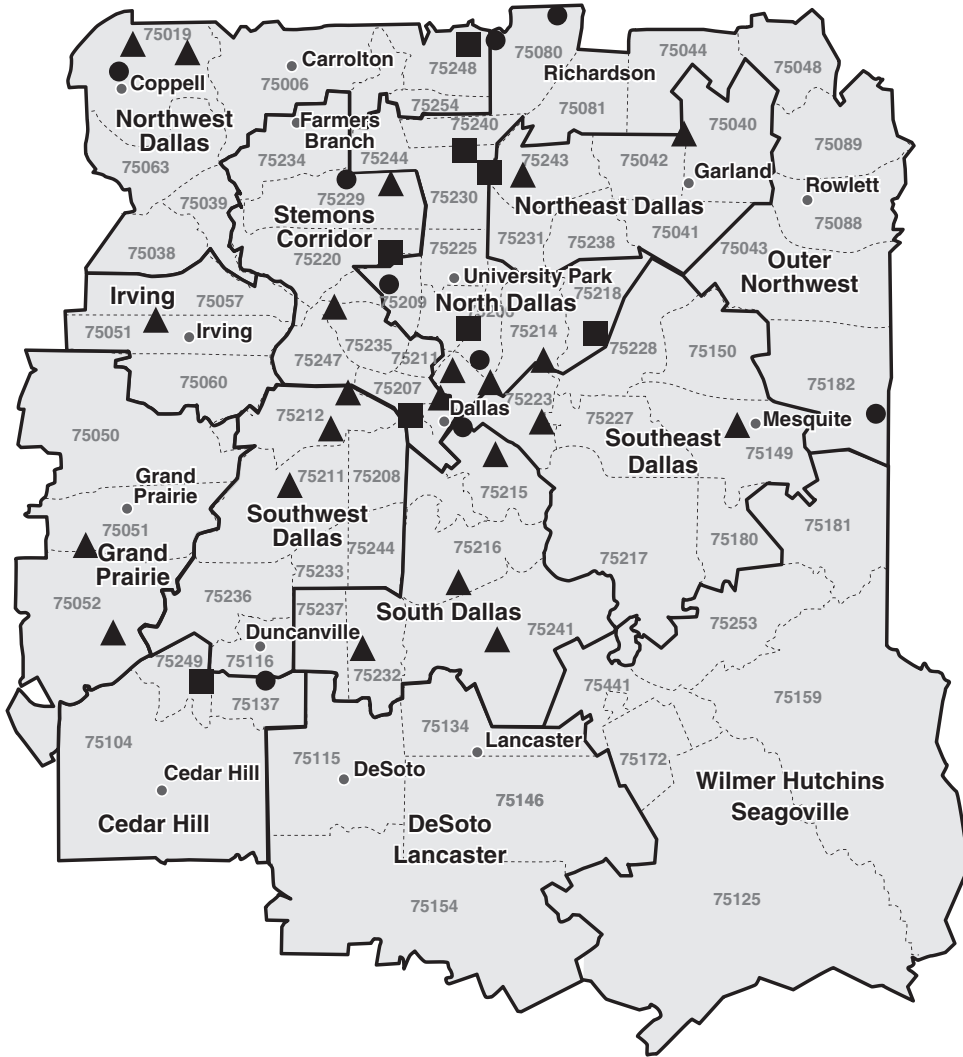 75019
Carrolton
75248
75080
75044
75048
Coppell
75006
Richardson
Northwest
Dallas
75254
75081
Farmers
Branch
75240
75040
75063
75234
75244
75243
75042
75089
Garland
75039
75229
75230
Rowlett
Stemons
Corridor
Northeast Dallas
75088
75038
75220
75225
75231
75238
75041
75043
Outer
Northwest
Irving
75057
University Park
75209
North Dallas
75218
75051
Irving
75235
75214
75228
75150
75247
75211
75060
75207
75182
75212
Dallas
75223
75227
Mesquite
75050
Southeast
Dallas
75149
Grand
Prairie
75211
75208
75215
75051
Southwest
Dallas
75181
Grand
Prairie
75244
75216
75217
75180
75233
75052
75236
75237
South Dallas
75253
Duncanville
75241
75249
75116
75232
75441
75159
75137
75104
75134
Lancaster
75115
DeSoto
75172
Cedar Hill
75146
Wilmer Hutchins
Seagoville
Cedar Hill
DeSoto
Lancaster
75154
75125